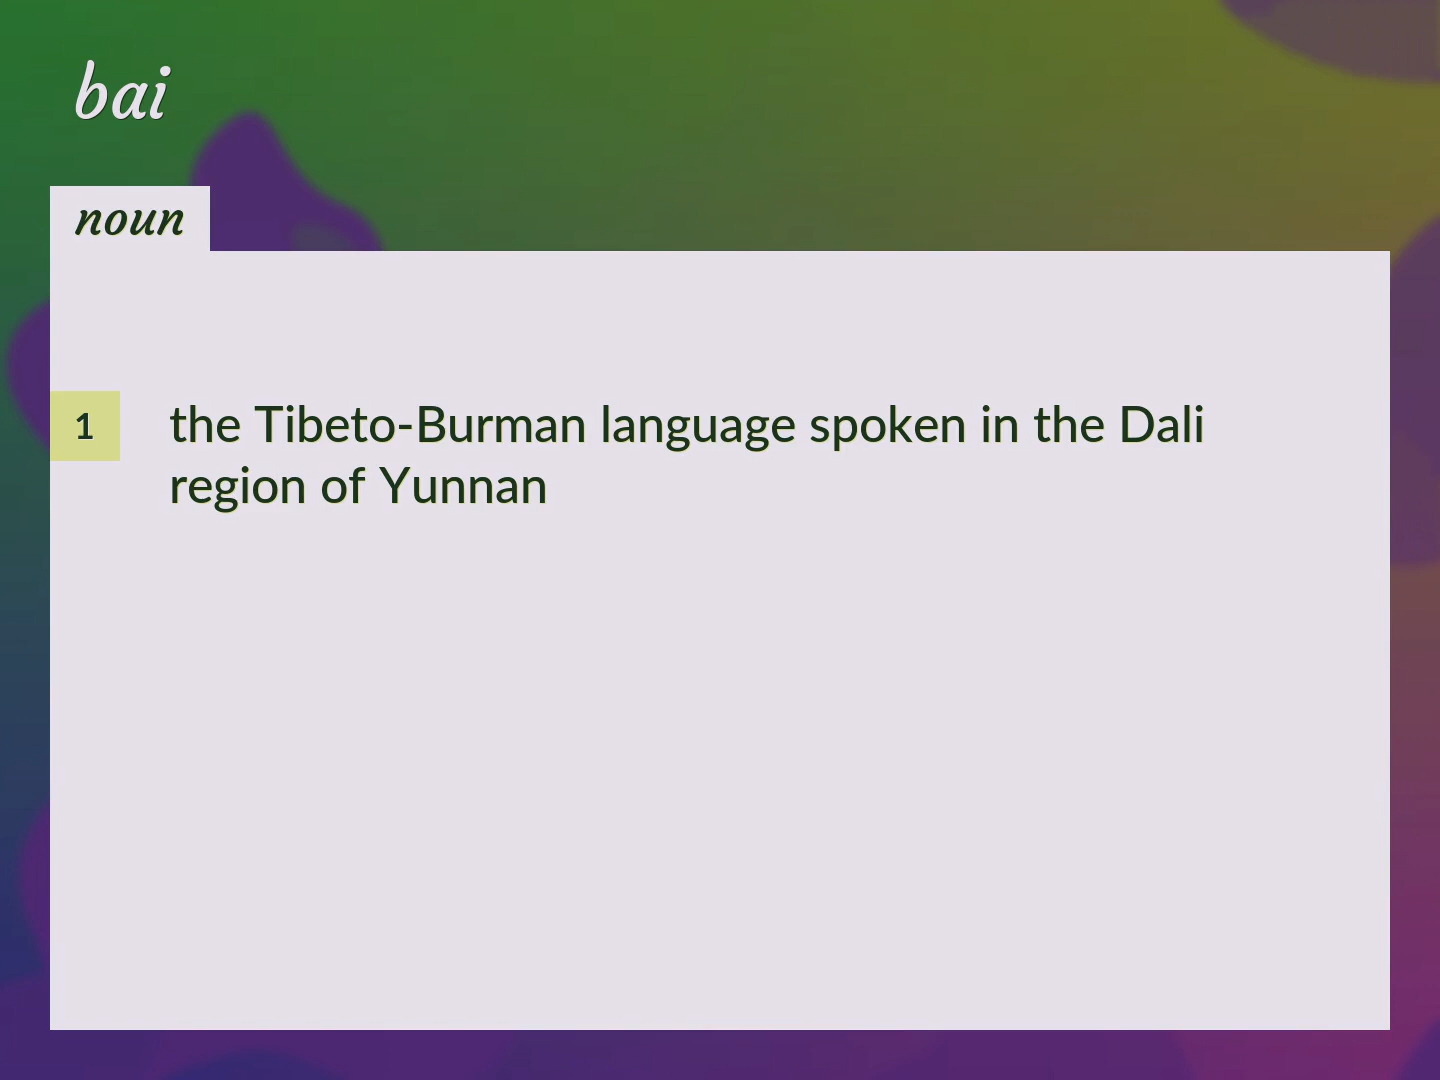 bai
noun
1
the Tibeto-Burman language spoken in the Dali
region of Yunnan